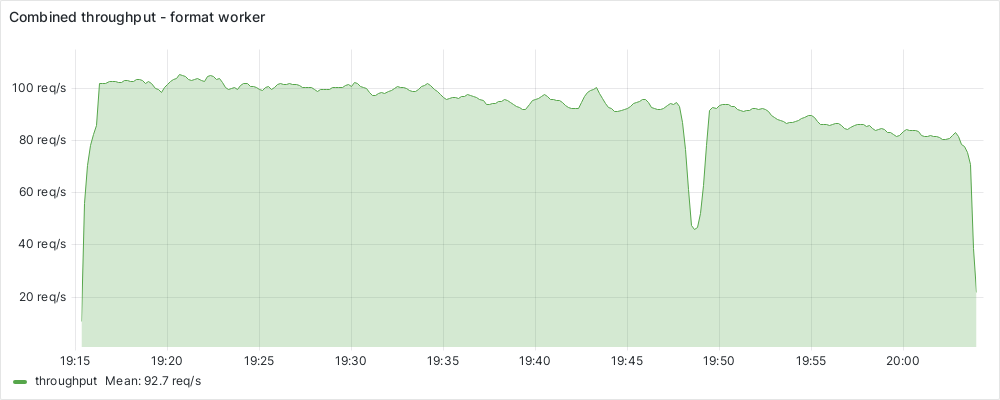 Combined throughput - format worker
100 req/s
80 req/s
60 req/s
40 req/s
20 req/s
19:15 19:20 19:25 19:30 19:35 19:40 19:45 19:50 19:55 20:00
throughput Mean: 92.7 req/s